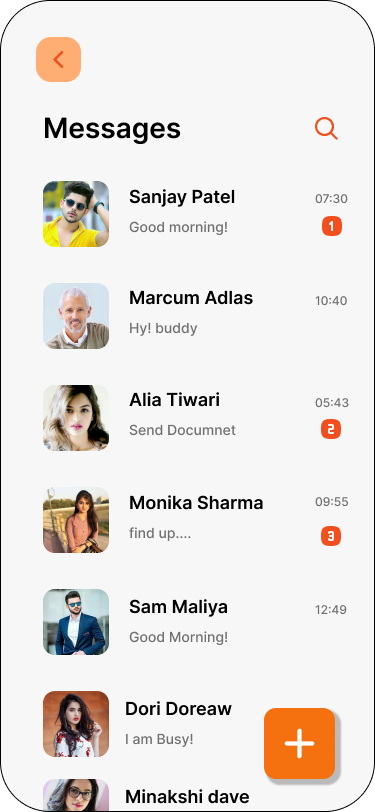 Messages
Sanjay Patel
07:30
Good morning!
1
Marcum Adlas
10:40
Hy! buddy
Alia Tiwari
05:43
Send Documnet
2
Monika Sharma
09:55
find up....
3
Sam Maliya
12:49
Good Morning!
Dori Doreaw
I am Busy!
Minakshi dave